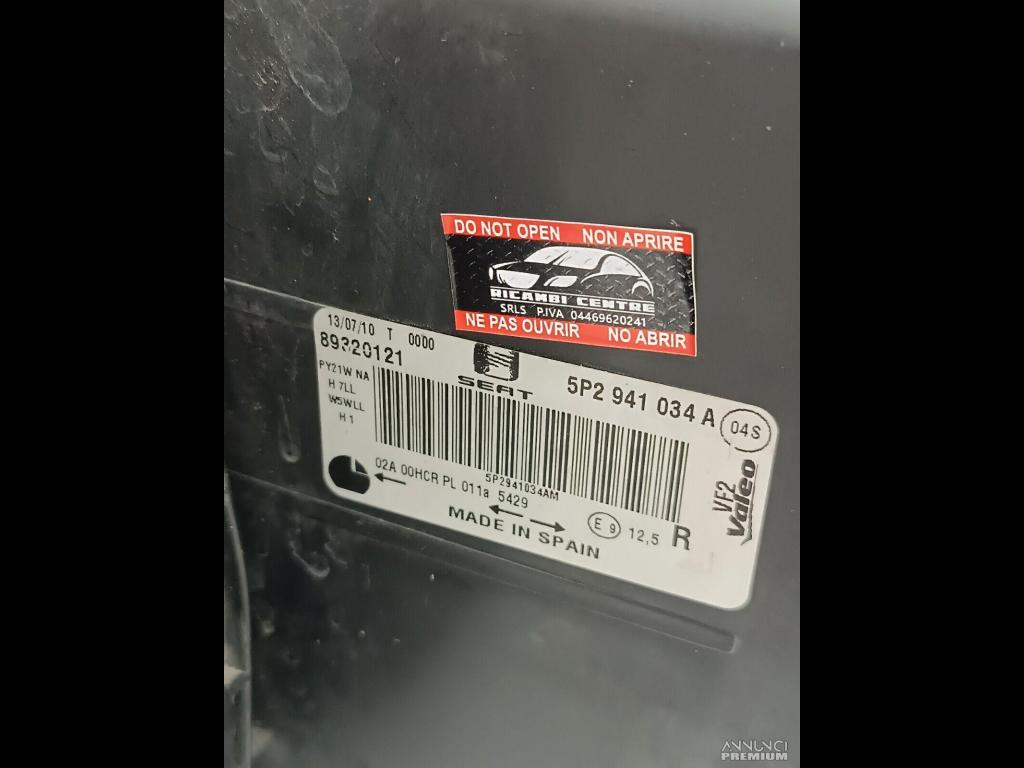 DO NOT OPEN NON APRIRE
RICAMBI CENTRE
SRLS P.IVA 04469620241
NE PAS OUVRIR NO ABRIR
13/07/10 T 0000
89320121
SEAT
5P2 941 034 A
04S
PY21W NA
H 7LL
W5WLL
H 1
5P2941034AM
02A 00HCR PL 011a 5429
MADE IN SPAIN
E 9 12,5 R
VF2
Valeo
ANNUNCI
PREMIUM